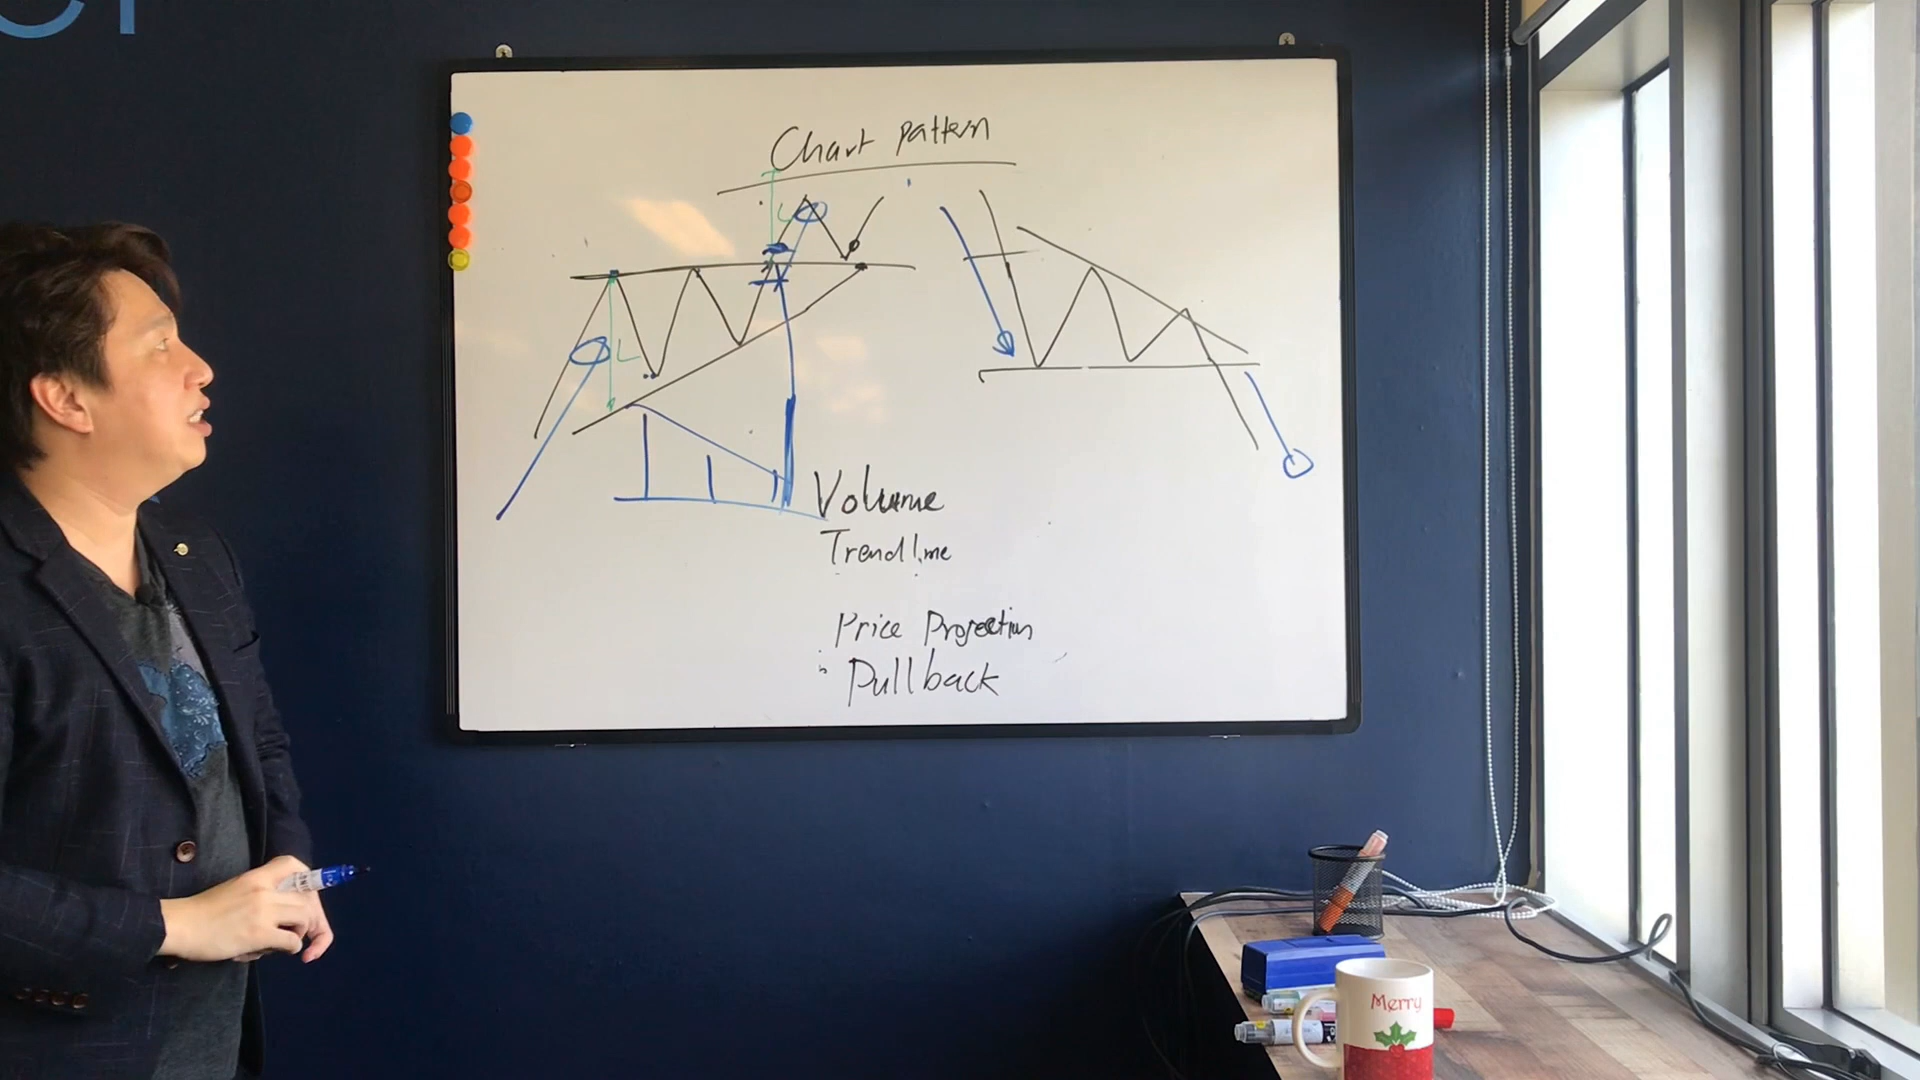 Chart pattern
L
L
Volume
Trendline
Price Projection
Pullback
Merry